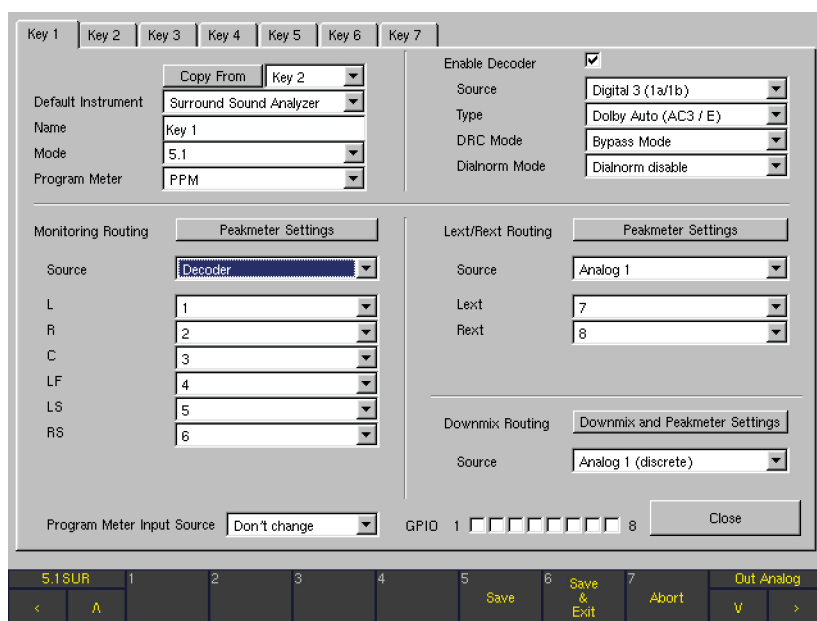 Key 1 Key 2 Key 3 Key 4 Key 5 Key 6 Key 7
Copy From Key 2
Default Instrument Surround Sound Analyzer
Name Key 1
Mode 5.1
Program Meter PPM
Enable Decoder
Source Digital 3 (1a/1b)
Type Dolby Auto (AC3 / E)
DRC Mode Bypass Mode
Dialnorm Mode Dialnorm disable
Monitoring Routing Peakmeter Settings
Source Decoder
L 1
R 2
C 3
LF 4
LS 5
RS 6
Lext/Rext Routing Peakmeter Settings
Source Analog 1
Lext 7
Rext 8
Downmix Routing Downmix and Peakmeter Settings
Source Analog 1 (discrete)
Program Meter Input Source Don't change
GPIO 1 8
Close
5.1SUR 1 2 3 4 5 Save 6 Save & Exit 7 Abort Out Analog
< Λ V >